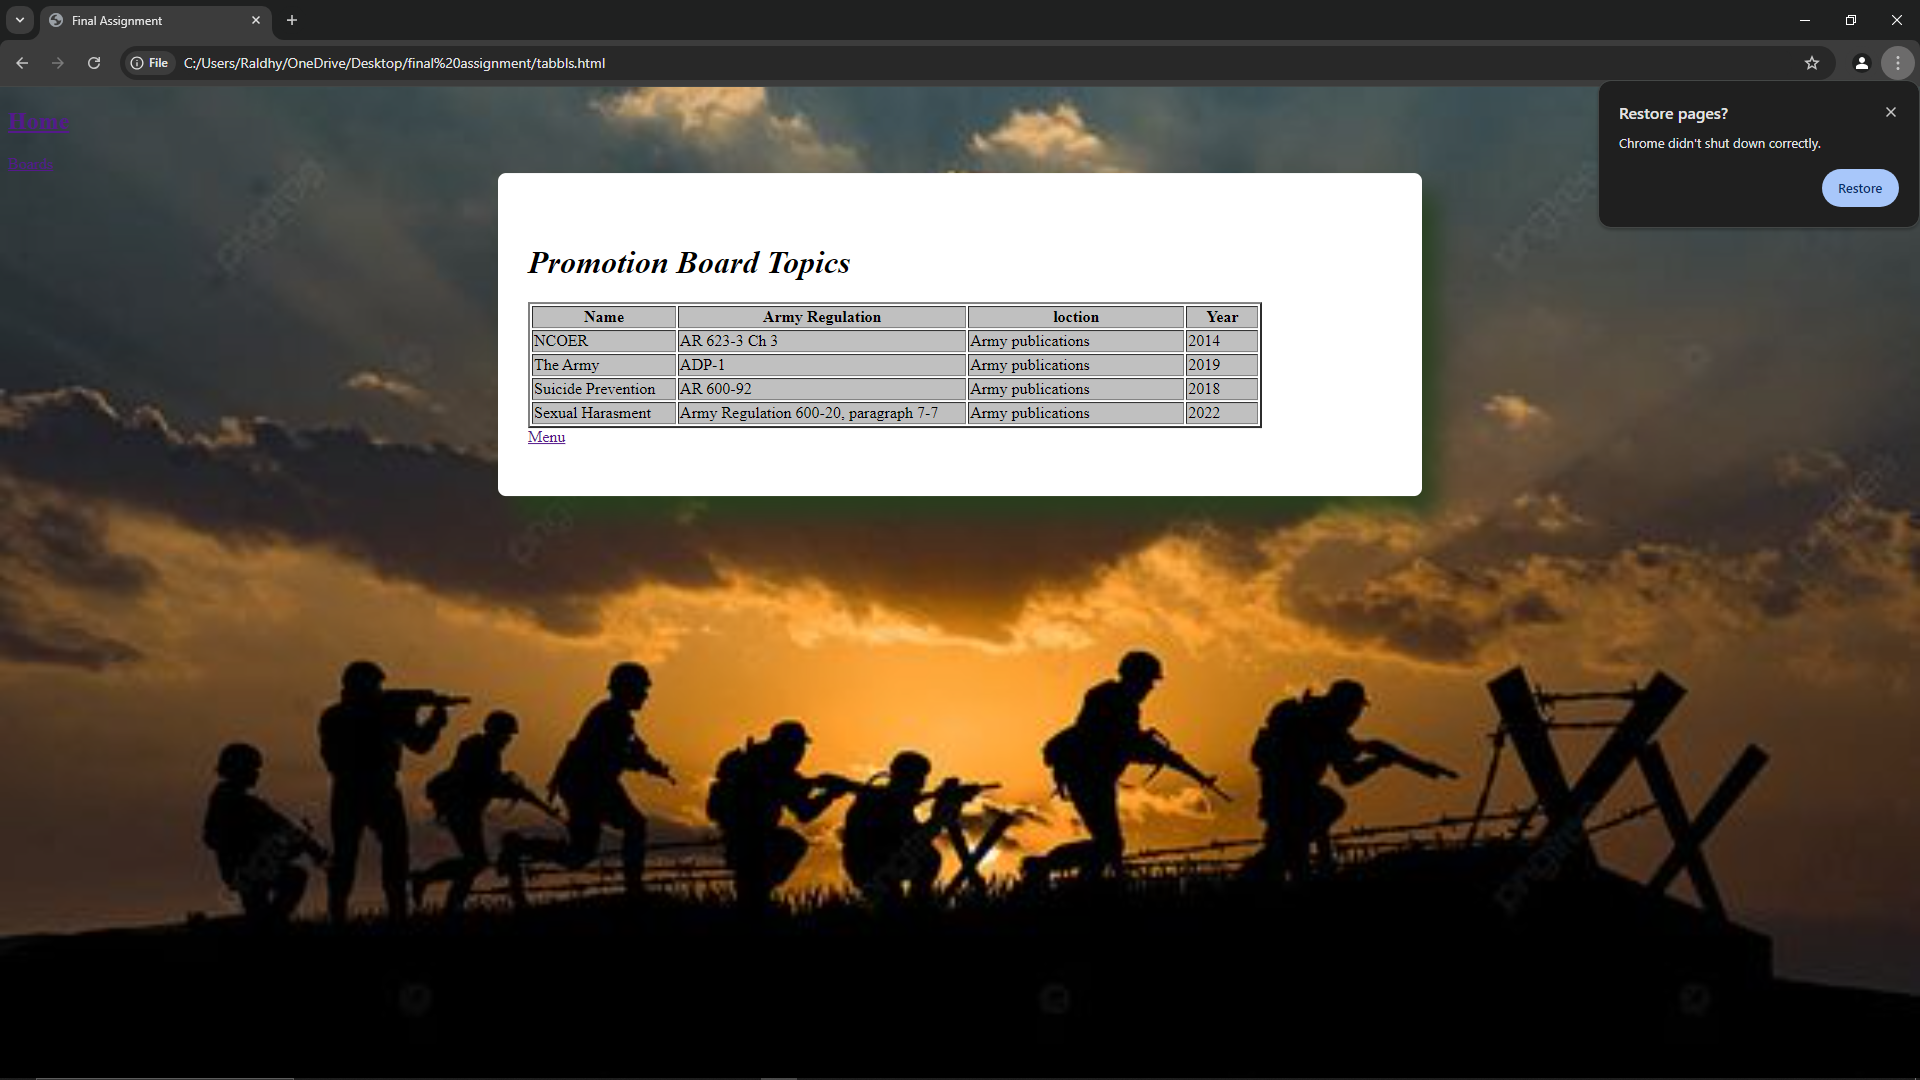 Final Assignment
File C:/Users/Raldhy/OneDrive/Desktop/final%20assignment/tabbls.html
Restore pages?
Chrome didn't shut down correctly.
Restore
Home
Promotion Board Topics
Name Army Regulation loction Year
NCOER AR 623-3 Ch 3 Army publications 2014
The Army ADP-1 Army publications 2019
Suicide Prevention AR 600-92 Army publications 2018
Sexual Harasment Army Regulation 600-20, paragraph 7-7 Army publications 2022
Menu